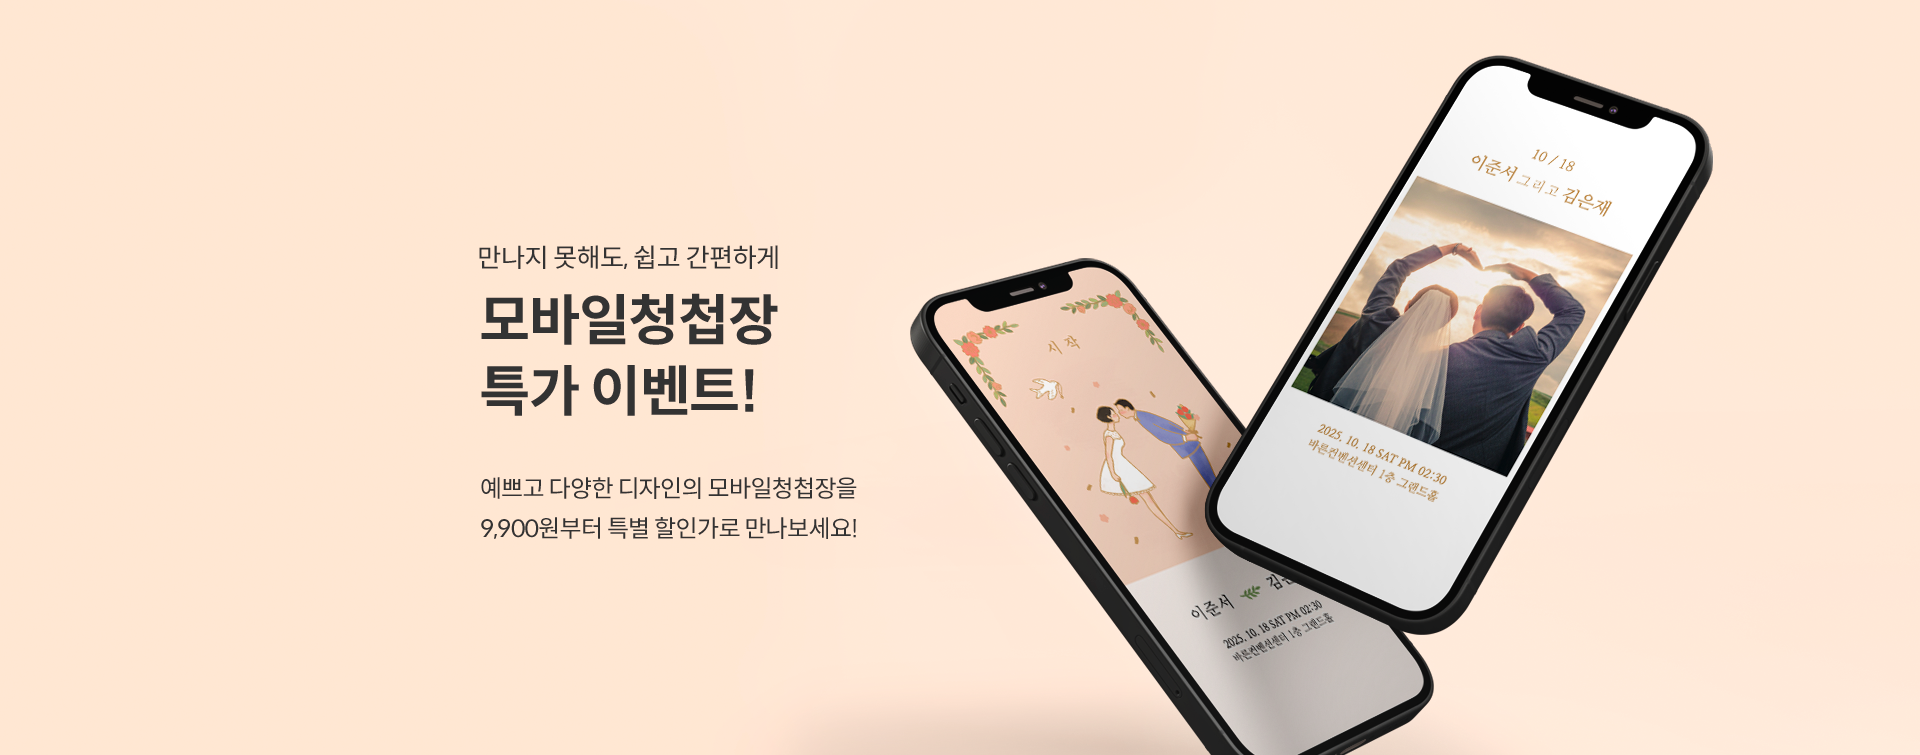 만나지 못해도, 쉽고 간편하게
모바일청첩장
특가 이벤트!
예쁘고 다양한 디자인의 모바일청첩장을
9,900원부터 특별 할인가로 만나보세요!
시작
이준서
2025. 10. 18 SAT PM 02:30
바른컨벤션센터 1층 그랜드홀
10 / 18
이준서 그리고 김은재
2025. 10. 18 SAT PM 02:30
바른컨벤션센터 1층 그랜드홀